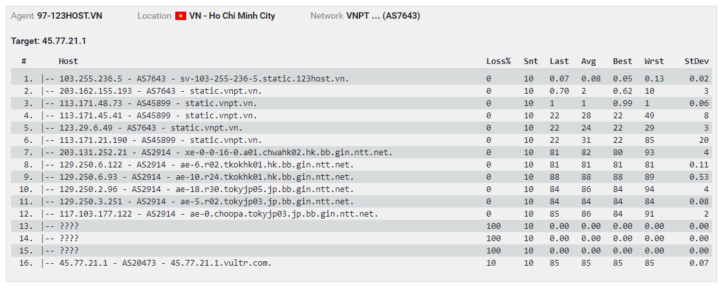 Agent 97-123HOST.VN Location VN - Ho Chi Minh City Network VNPT ... (AS7643)
Target: 45.77.21.1
# Host Loss% Snt Last Avg Best Wrst StDev
1. |-- 103.255.236.5 - AS7643 - sv-103-255-236-5.static.123host.vn. 0 10 0.07 0.08 0.05 0.13 0.02
2. |-- 203.162.155.193 - AS7643 - static.vnpt.vn. 0 10 0.70 2 0.62 10 3
3. |-- 113.171.48.73 - AS45899 - static.vnpt.vn. 0 10 1 1 0.99 1 0.06
4. |-- 113.171.45.41 - AS45899 - static.vnpt.vn. 0 10 22 28 22 49 8
5. |-- 123.29.6.49 - AS7643 - static.vnpt.vn. 0 10 22 24 22 29 3
6. |-- 113.171.21.190 - AS45899 - static.vnpt.vn. 0 10 22 31 22 85 20
7. |-- 203.131.252.21 - AS2914 - xe-0-0-16-0.a01.chwahk02.hk.bb.gin.ntt.net. 0 10 81 82 80 93 4
8. |-- 129.250.6.122 - AS2914 - ae-6.r02.tkokhk01.hk.bb.gin.ntt.net. 0 10 81 81 81 81 0.11
9. |-- 129.250.6.93 - AS2914 - ae-10.r24.tkokhk01.hk.bb.gin.ntt.net. 0 10 88 88 88 89 0.53
10. |-- 129.250.2.96 - AS2914 - ae-18.r30.tokyjp05.jp.bb.gin.ntt.net. 0 10 84 86 84 94 4
11. |-- 129.250.3.251 - AS2914 - ae-5.r02.tokyjp03.jp.bb.gin.ntt.net. 0 10 84 84 84 84 0.08
12. |-- 117.103.177.122 - AS2914 - ae-0.choopa.tokyjp03.jp.bb.gin.ntt.net. 0 10 85 86 84 91 2
13. |-- ???? 100 10 0.00 0.00 0.00 0.00 0.00
14. |-- ???? 100 10 0.00 0.00 0.00 0.00 0.00
15. |-- ???? 100 10 0.00 0.00 0.00 0.00 0.00
16. |-- 45.77.21.1 - AS20473 - 45.77.21.1.vultr.com. 10 10 85 85 85 85 0.07